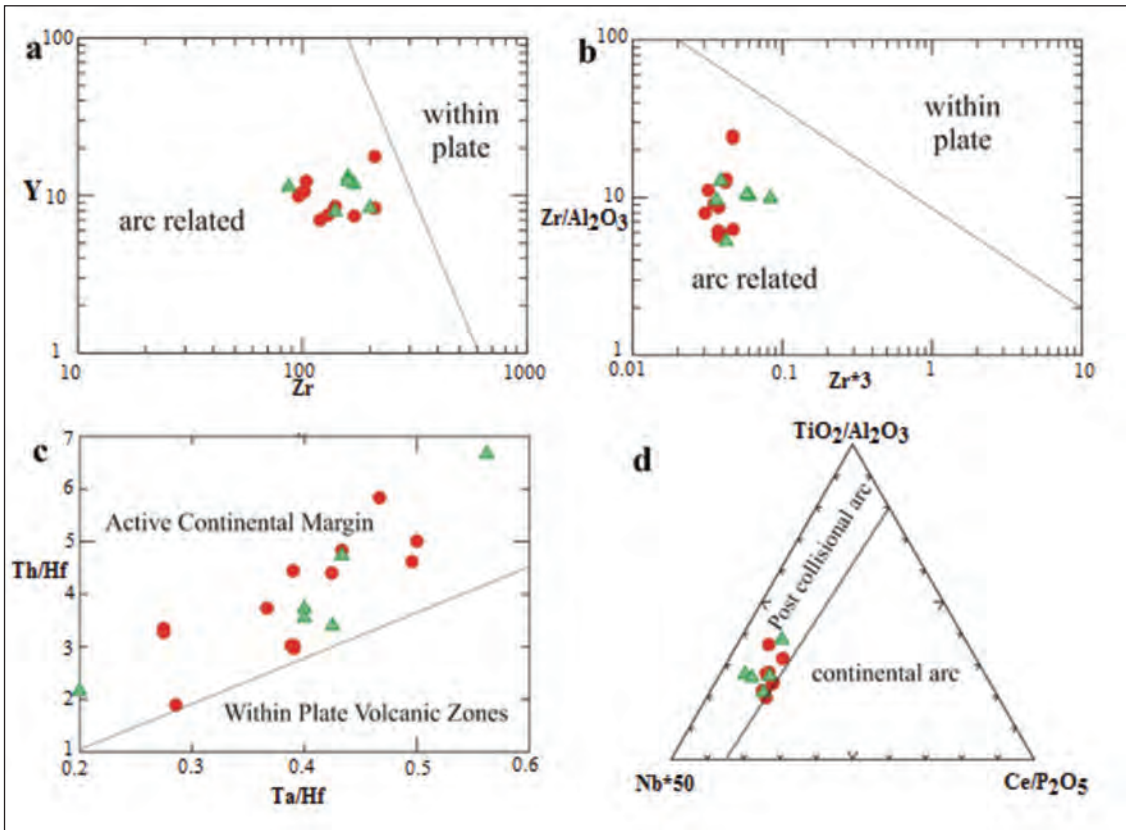 a
100
within
plate
Y
10
arc related
1
10
100
1000
Zr
b
100
within
plate
10
Zr/Al2O3
arc related
1
0.01
0.1
1
10
Zr*3
c
7
6
Active Continental Margin
5
Th/Hf
4
3
2
Within Plate Volcanic Zones
1
0.2
0.3
0.4
0.5
0.6
Ta/Hf
d
TiO2/Al2O3
Post collisional arc
continental arc
Nb*50
Ce/P2O5